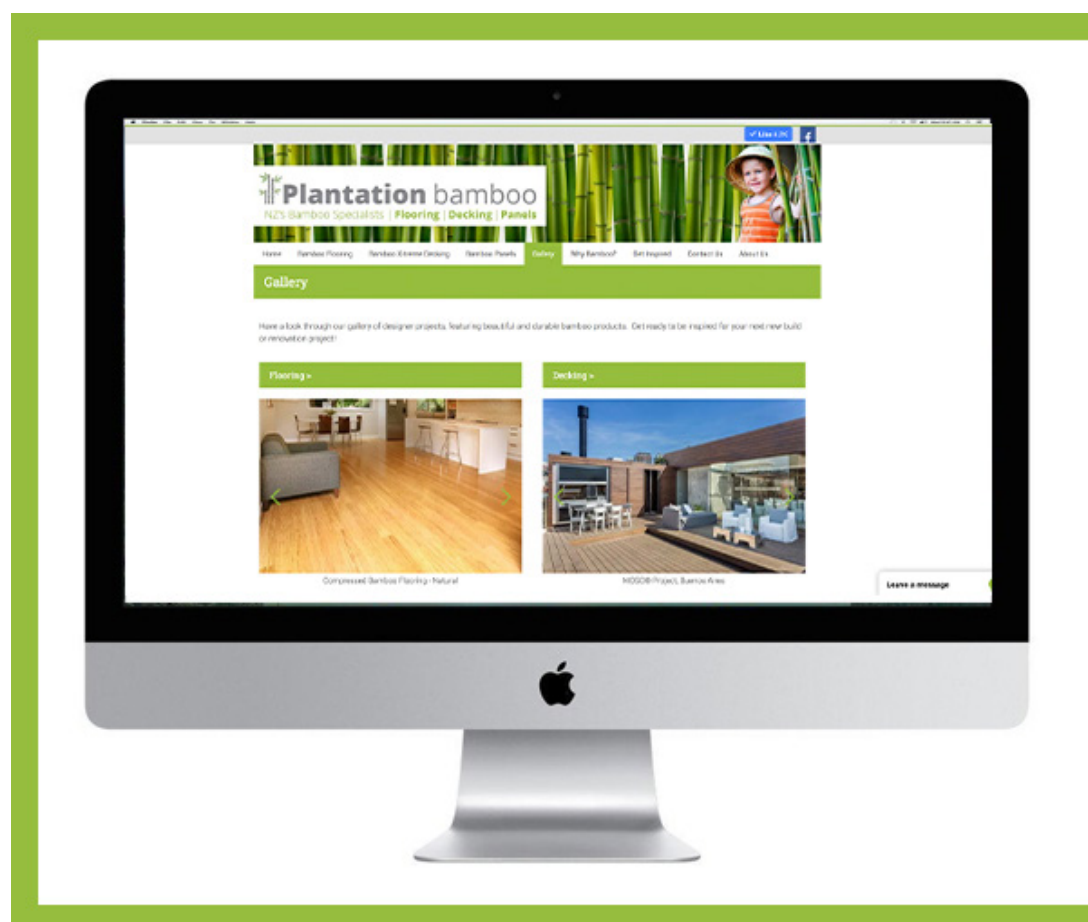 Like
Plantation bamboo
NZ's Bamboo Specialists | Flooring | Decking | Panels
Home Bamboo Flooring Bamboo Xtreme Decking Bamboo Panels Gallery Why Bamboo? Get Inspired Contact Us About Us
Gallery
Have a look through our gallery of designer projects, featuring beautiful and durable bamboo products. Get ready to be inspired for your next new build
or renovation project!
Flooring » Decking »
Compressed Bamboo Flooring - Natural MOSO® Project, Buenos Aires
Leave a message